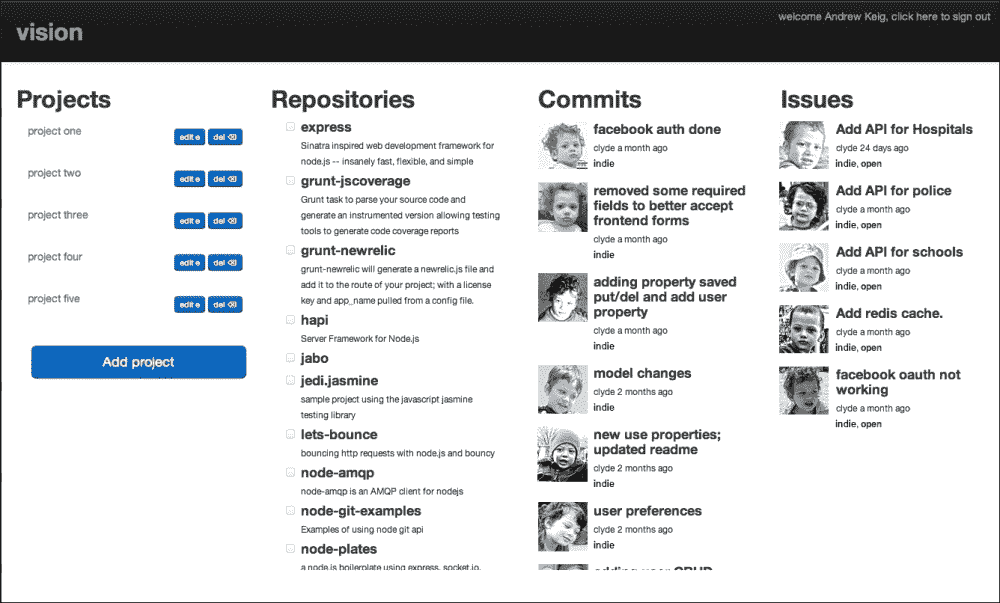 welcome Andrew Keig, click here to sign out
vision
Projects
project one
edit
del
project two
edit
del
project three
edit
del
project four
edit
del
project five
edit
del
Add project
Repositories
express
Sinatra inspired web development framework for
node.js -- insanely fast, flexible, and simple
grunt-jscoverage
Grunt task to parse your source code and
generate an instrumented version allowing testing
tools to generate code coverage reports
grunt-newrelic
grunt-newrelic will generate a newrelic.js file and
add it to the route of your project; with a license
key and app_name pulled from a config file.
hapi
Server Framework for Node.js
jabo
jedi.jasmine
sample project using the javascript jasmine
testing library
lets-bounce
bouncing http requests with node.js and bouncy
node-amqp
node-amqp is an AMQP client for nodejs
node-git-examples
Examples of using node git api
node-plates
a node.js boilerplate using express, socket.io,
Commits
facebook auth done
clyde a month ago
indie
removed some required
fields to better accept
frontend forms
clyde a month ago
indie
adding property saved
put/del and add user
property
clyde a month ago
indie
model changes
clyde 2 months ago
indie
new use properties;
updated readme
clyde 2 months ago
indie
user preferences
clyde 2 months ago
indie
adding user CRUD
Issues
Add API for Hospitals
clyde 24 days ago
indie, open
Add API for police
clyde a month ago
indie, open
Add API for schools
clyde a month ago
indie, open
Add redis cache.
clyde a month ago
indie, open
facebook oauth not
working
clyde a month ago
indie, open